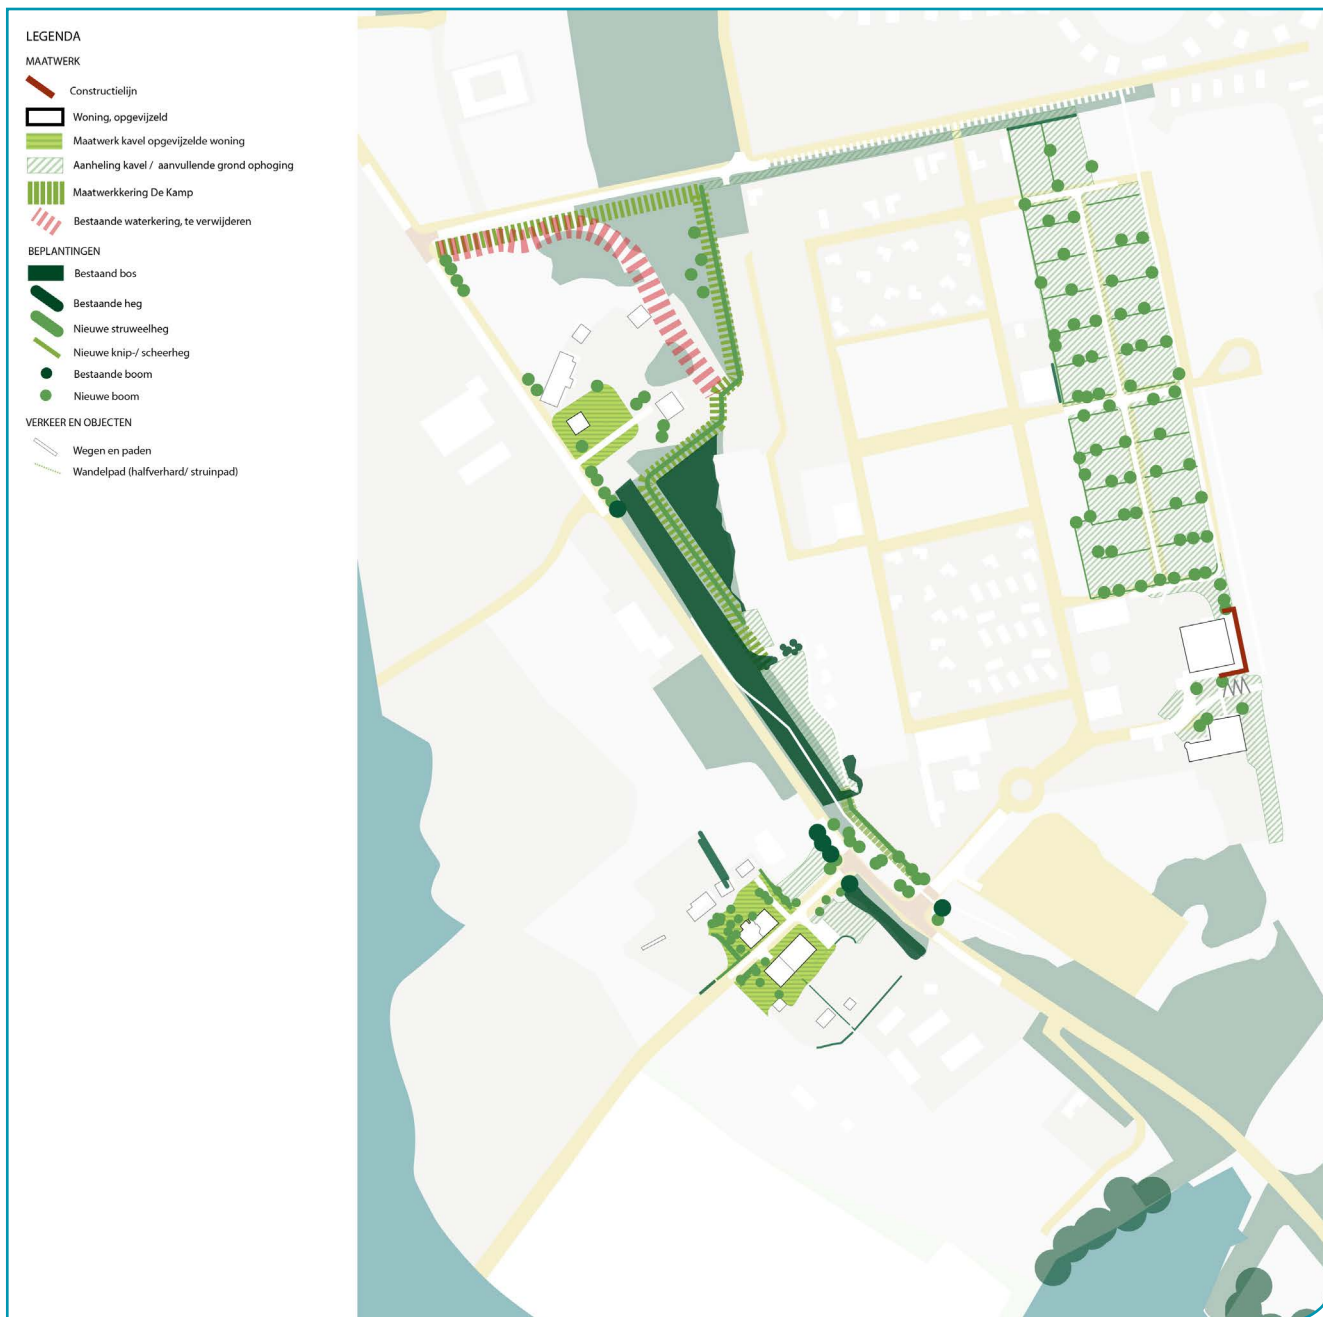 LEGENDA
MAATWERK
Constructielijn
Woning, opgevijzeld
Maatwerk kavel opgevijzelde woning
Aanheling kavel / aanvullende grond ophoging
Maatwerkkering De Kamp
Bestaande waterkering, te verwijderen
BEPLANTINGEN
Bestaand bos
Bestaande heg
Nieuwe struweelheg
Nieuwe knip-/ scheerheg
Bestaande boom
Nieuwe boom
VERKEER EN OBJECTEN
Wegen en paden
Wandelpad (halfverhard/ struinpad)